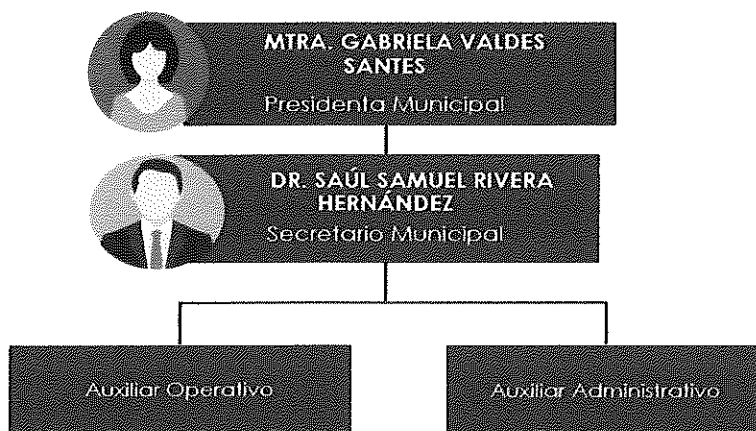 MTRA. GABRIELA VALDES
SANTES
Presidenta Municipal
DR. SAÚL SAMUEL RIVERA
HERNÁNDEZ
Secretario Municipal
Auxiliar Operativo
Auxiliar Administrativo